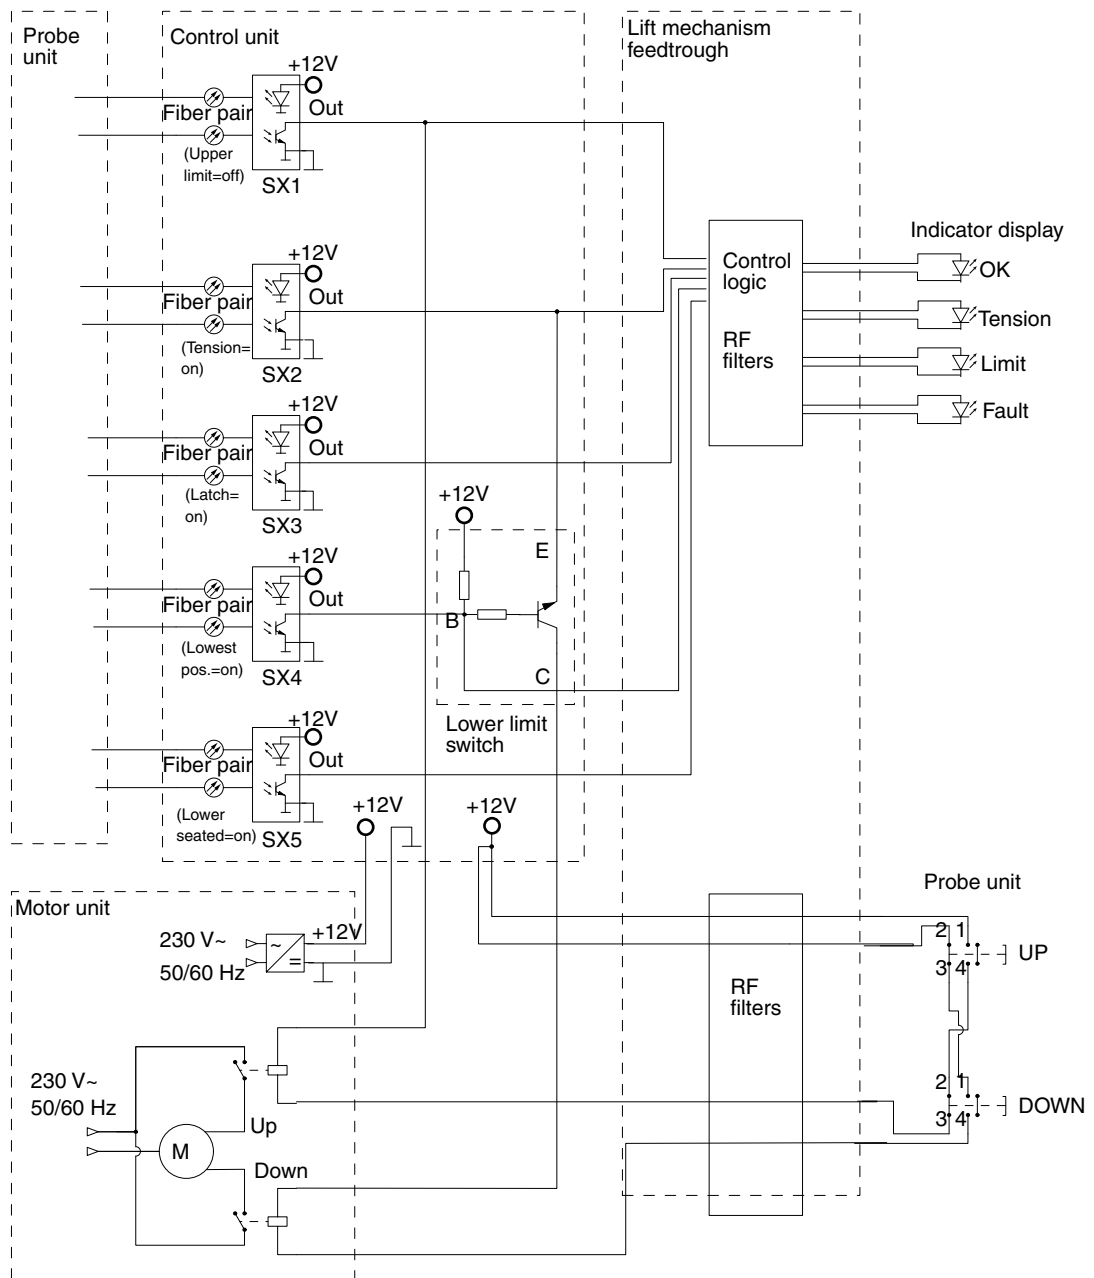 Probe
unit
Control unit
Lift mechanism
feedtrough
+12V
Out
Fiber pair
(Upper
limit=off)
SX1
+12V
Out
Fiber pair
(Tension=
on)
SX2
+12V
Out
Fiber pair
(Latch=
on)
SX3
+12V
Out
Fiber pair
(Lowest
pos.=on)
SX4
+12V
Out
Fiber pair
(Lower
seated=on)
SX5
+12V
E
B
C
Lower limit
switch
+12V
+12V
Control
logic
RF
filters
Indicator display
OK
Tension
Limit
Fault
Motor unit
230 V~
50/60 Hz
~
=
+12V
230 V~
50/60 Hz
M
Up
Down
RF
filters
Probe unit
2 1
3 4
UP
2 1
3 4
DOWN